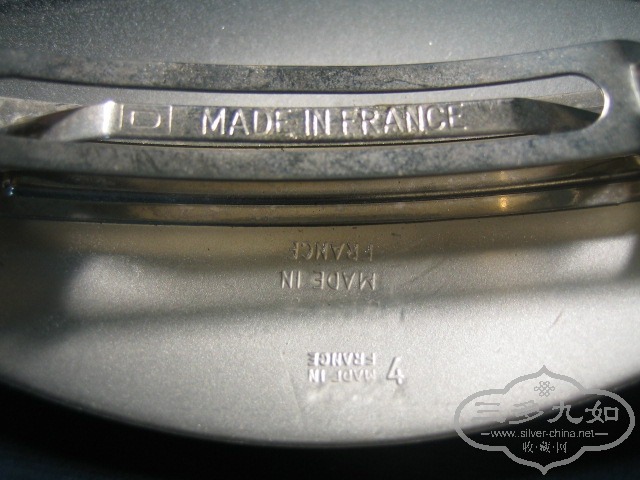 D MADE IN FRANCE
MADE IN
FRANCE
MADE IN
FRANCE
4
三多九如
www.silver-china.net
收·藏·网